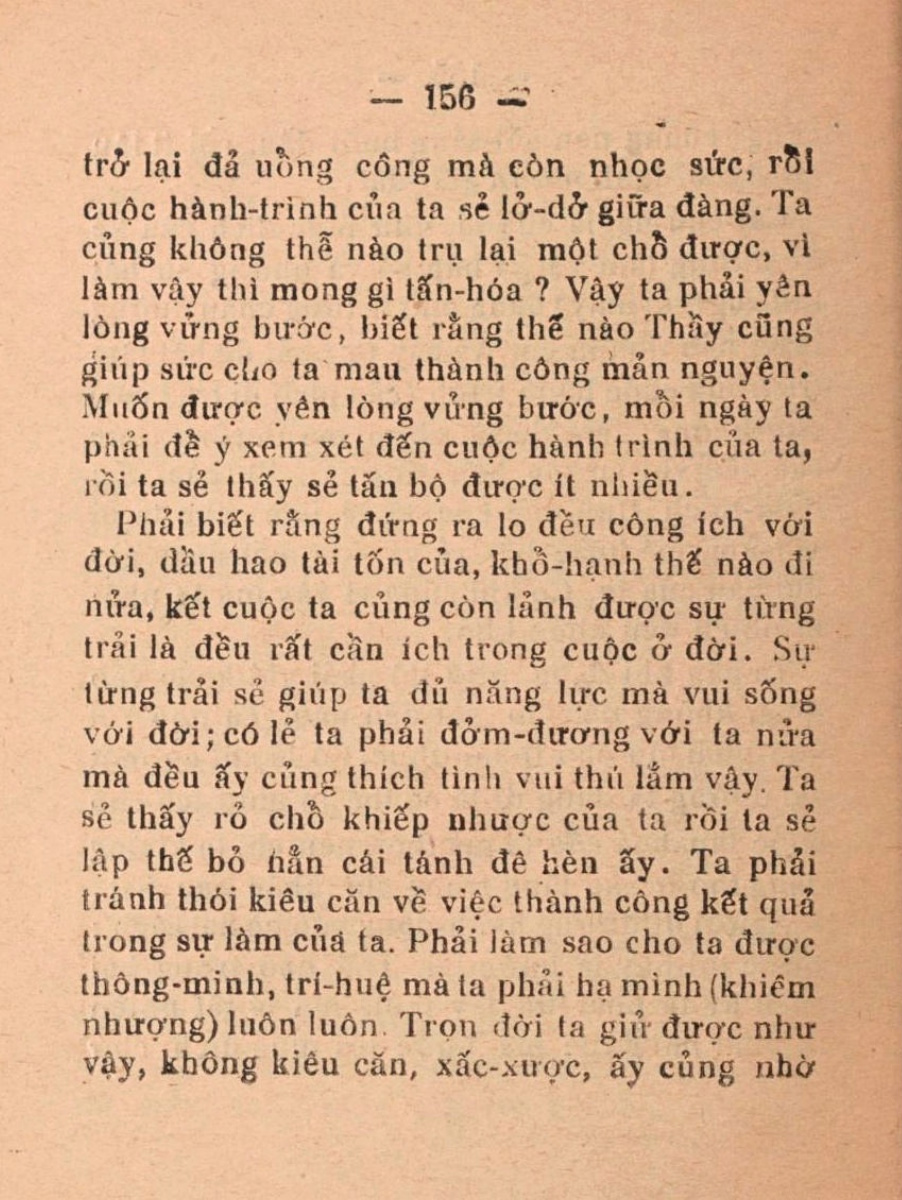 — 156 —
trở lại đả uổng công mà còn nhọc sức, rồi
cuộc hành-trình của ta sẻ lở-dở giữa đàng. Ta
củng không thể nào trụ lại một chổ được, vì
làm vậy thì mong gì tấn-hóa ? Vậy ta phải yên
lòng vửng bước, biết rằng thế nào Thầy cũng
giúp sức cho ta mau thành công mản nguyện.
Muốn được yên lòng vửng bước, mỗi ngày ta
phải để ý xem xét đến cuộc hành trình của ta,
rồi ta sẻ thấy sẻ tấn bộ được ít nhiều.
Phải biết rằng đứng ra lo đều công ích với
đời, dầu hao tài tốn của, khổ-hạnh thế nào đi
nửa, kết cuộc ta củng còn lảnh được sự từng
trải là đều rất cần ích trong cuộc ở đời. Sự
từng trải sẻ giúp ta đủ năng lực mà vui sống
với đời; có lẻ ta phải đởm-đương với ta nửa
mà đều ấy củng thích tình vui thú lắm vậy. Ta
sẻ thấy rỏ chổ khiếp nhược của ta rồi ta sẻ
lập thế bỏ hẳn cái tánh đê hèn ấy. Ta phải
tránh thói kiêu căn về việc thành công kết quả
trong sự làm của ta. Phải làm sao cho ta được
thông-minh, trí-huệ mà ta phải hạ mình (khiêm
nhượng) luôn luôn. Trọn đời ta giử được như
vậy, không kiêu căn, xấc-xược, ấy củng nhờ